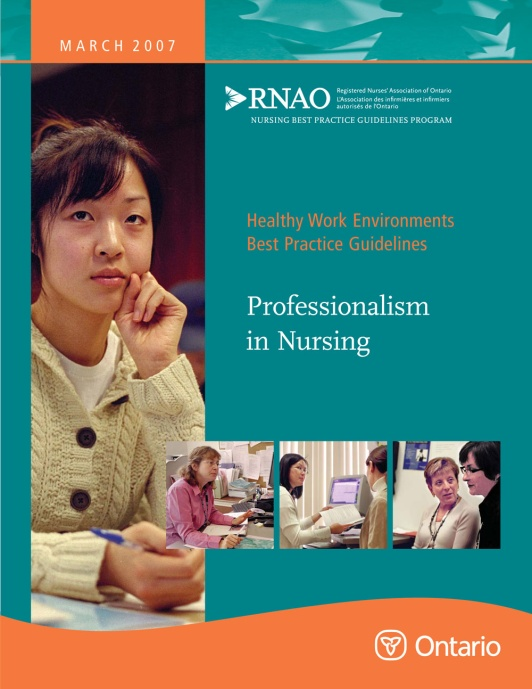 MARCH 2007
RNAO
Registered Nurses' Association of Ontario
L'Association des infirmières et infirmiers
autorisés de l'Ontario
NURSING BEST PRACTICE GUIDELINES PROGRAM
Healthy Work Environments
Best Practice Guidelines
Professionalism
in Nursing
Ontario